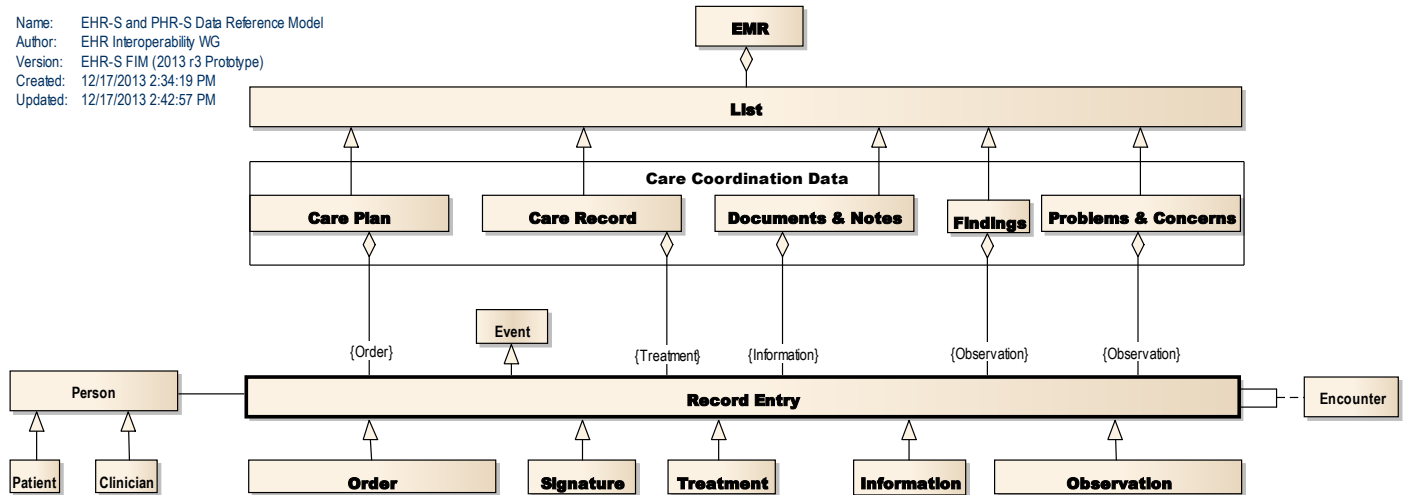 Name: EHR-S and PHR-S Data Reference Model
Author: EHR Interoperability WG
Version: EHR-S FIM (2013 r3 Prototype)
Created: 12/17/2013 2:34:19 PM
Updated: 12/17/2013 2:42:57 PM
EMR
List
Care Coordination Data
Care Plan
Care Record
Documents & Notes
Findings
Problems & Concerns
Event
{Order}
{Treatment}
{Information}
{Observation}
{Observation}
Person
Record Entry
Encounter
Patient
Clinician
Order
Signature
Treatment
Information
Observation